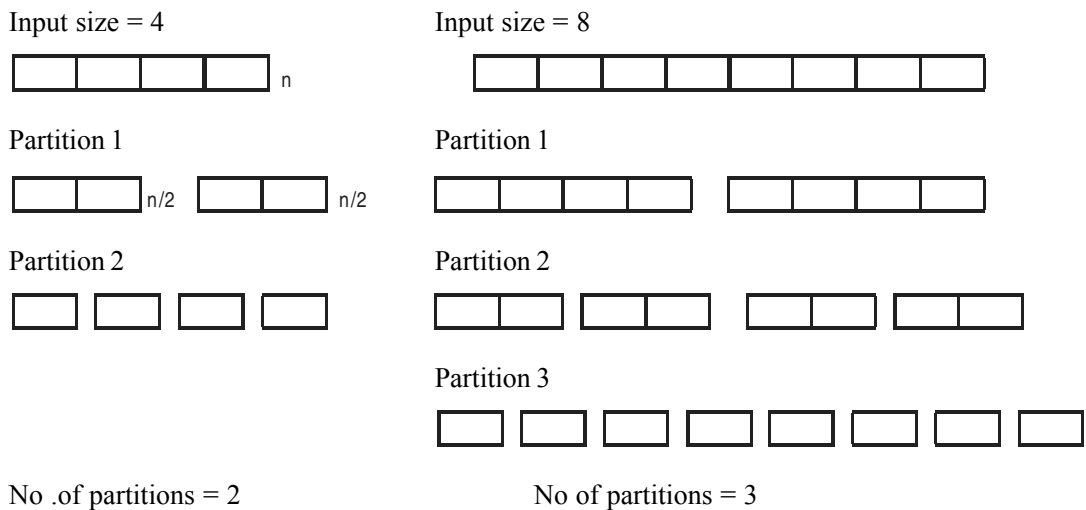 Input size = 4
Input size = 8
n
Partition 1
Partition 1
n/2
n/2
Partition 2
Partition 2
Partition 3
No .of partitions = 2
No of partitions = 3